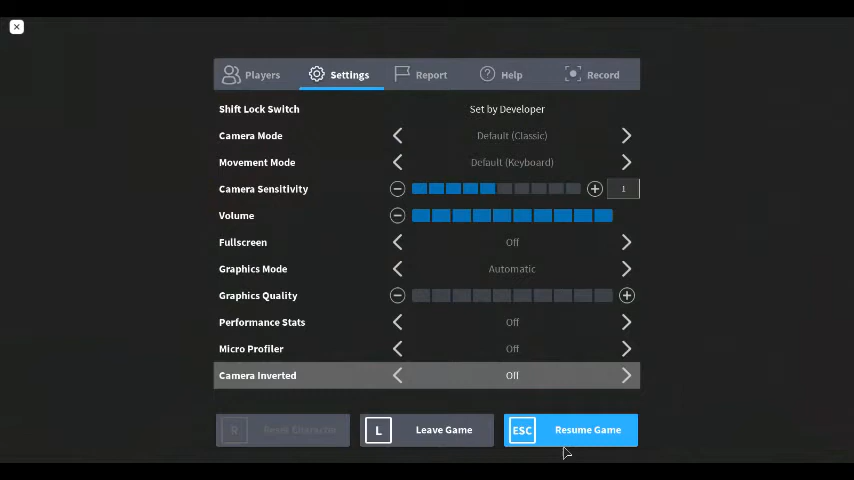 Players Settings Report Help Record
Shift Lock Switch Set by Developer
Camera Mode Default (Classic)
Movement Mode Default (Keyboard)
Camera Sensitivity 1
Volume
Fullscreen Off
Graphics Mode Automatic
Graphics Quality
Performance Stats Off
Micro Profiler Off
Camera Inverted Off
R Reset Character L Leave Game ESC Resume Game